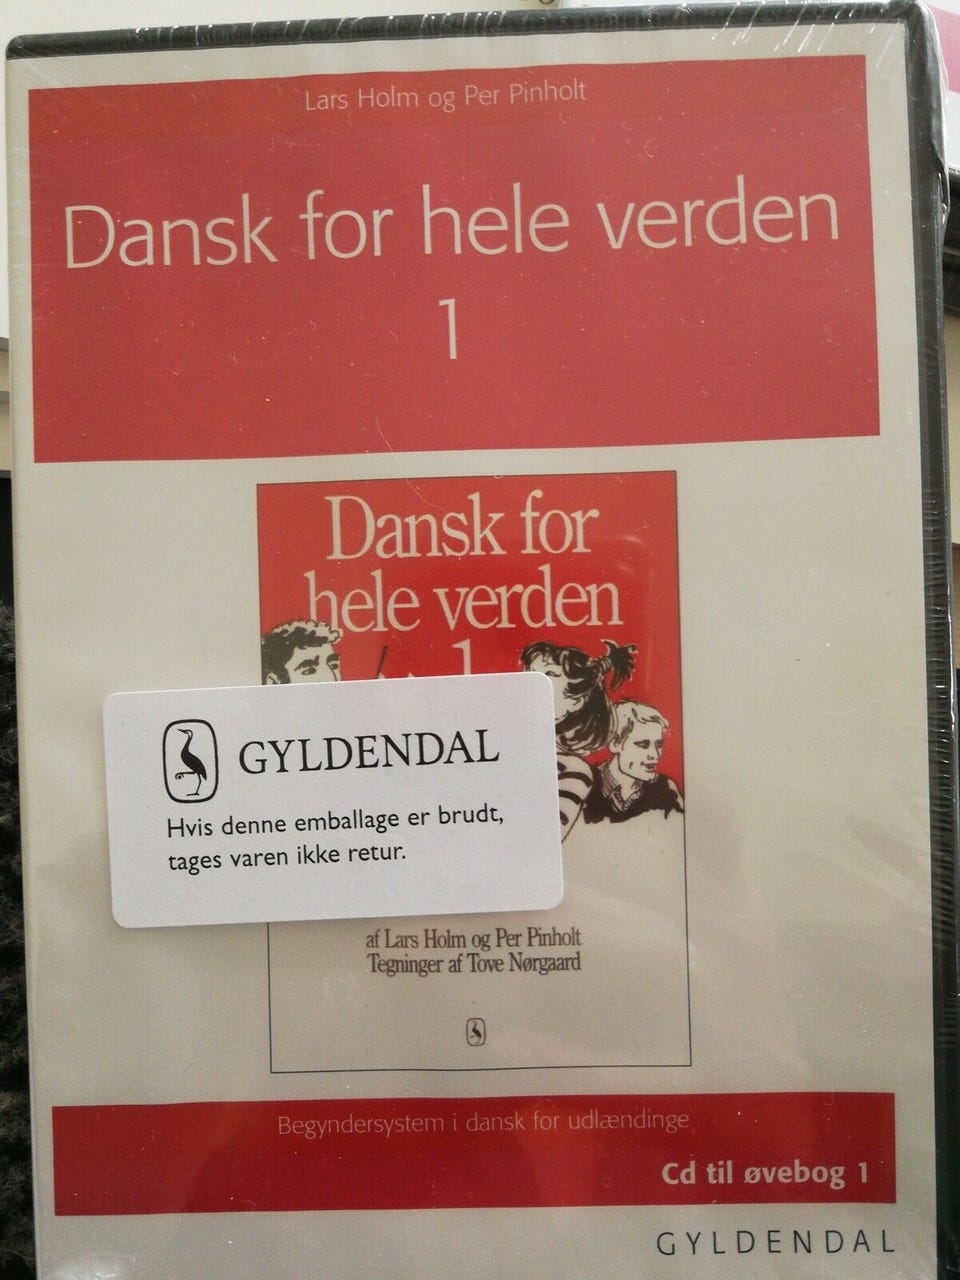 Lars Holm og Per Pinholt
Dansk for hele verden
1
Dansk for
hele verden
1
GYLDENDAL
Hvis denne emballage er brudt,
tages varen ikke retur.
af Lars Holm og Per Pinholt
Tegninger af Tove Nørgaard
Begyndersystem i dansk for udlændinge
Cd til øvebog 1
GYLDENDAL